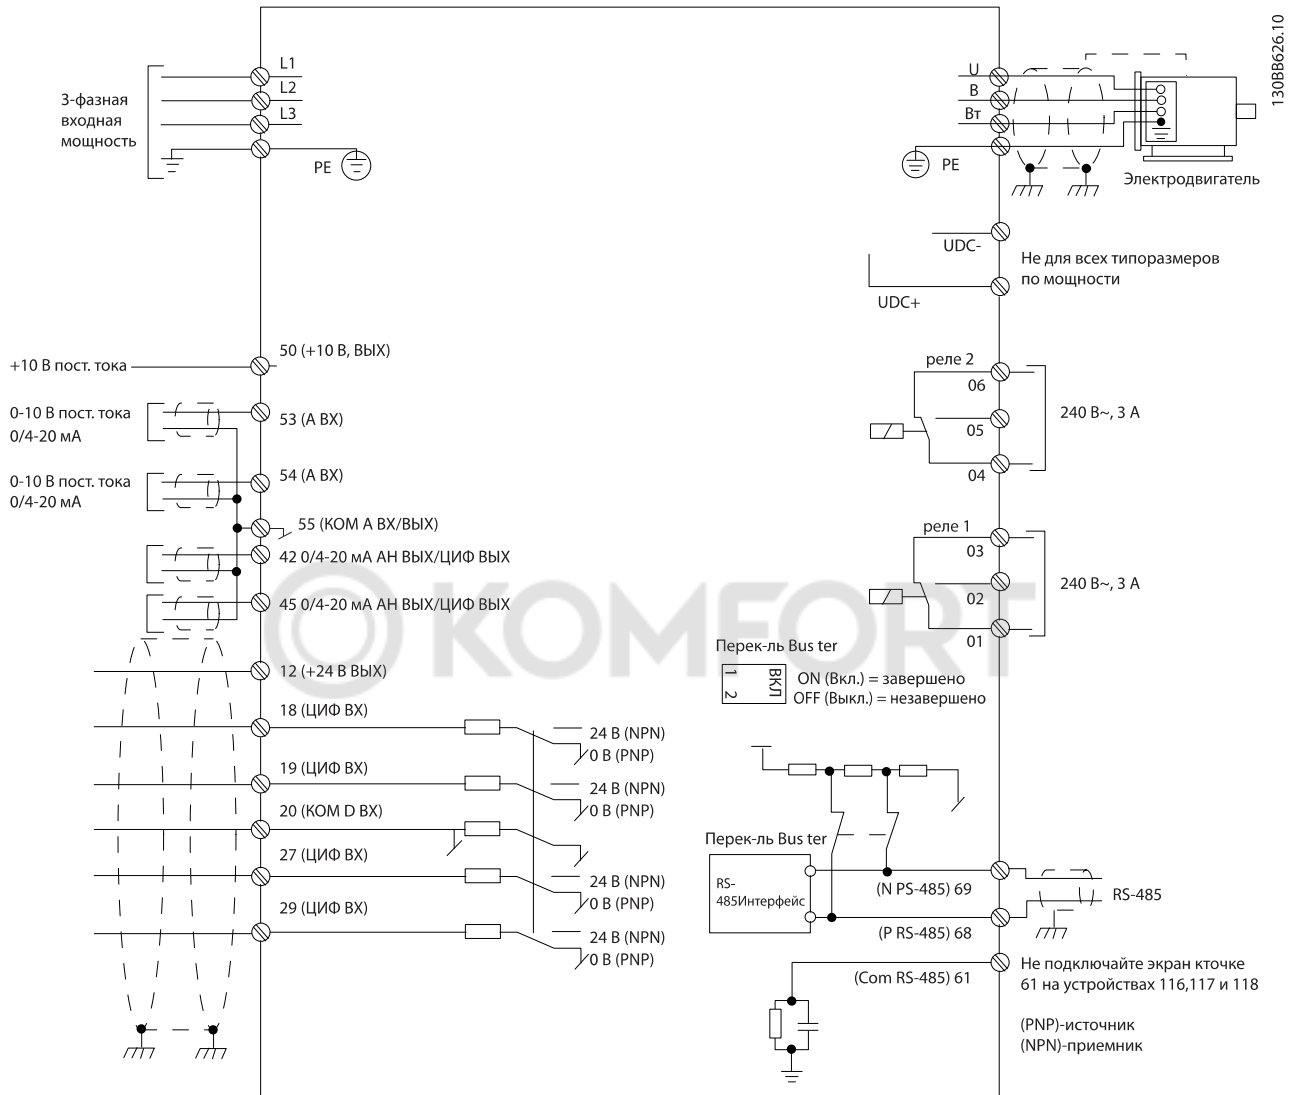 130BB626.10
3-фазная
входная
мощность
L1
L2
L3
PE
U
В
Вт
PE
Электродвигатель
UDC-
UDC+
Не для всех типоразмеров
по мощности
+10 В пост. тока
50 (+10 В, ВЫХ)
0-10 В пост. тока
0/4-20 мА
53 (А ВХ)
0-10 В пост. тока
0/4-20 мА
54 (А ВХ)
55 (КОМ А ВХ/ВЫХ)
42 0/4-20 мА АН ВЫХ/ЦИФ ВЫХ
45 0/4-20 мА АН ВЫХ/ЦИФ ВЫХ
12 (+24 В ВЫХ)
18 (ЦИФ ВХ)
24 В (NPN)
0 В (PNP)
19 (ЦИФ ВХ)
24 В (NPN)
0 В (PNP)
20 (КОМ D ВХ)
27 (ЦИФ ВХ)
24 В (NPN)
0 В (PNP)
29 (ЦИФ ВХ)
24 В (NPN)
0 В (PNP)
реле 2
06
05
04
240 В~, 3 А
реле 1
03
02
01
240 В~, 3 А
KOMFORT
Перек-ль Bus ter
1 2
ВКЛ
ON (Вкл.) = завершено
OFF (Выкл.) = незавершено
Перек-ль Bus ter
RS-
485Интерфейс
(N PS-485) 69
(P RS-485) 68
RS-485
(Com RS-485) 61
Не подключайте экран кточке
61 на устройствах 116,117 и 118
(PNP)-источник
(NPN)-приемник